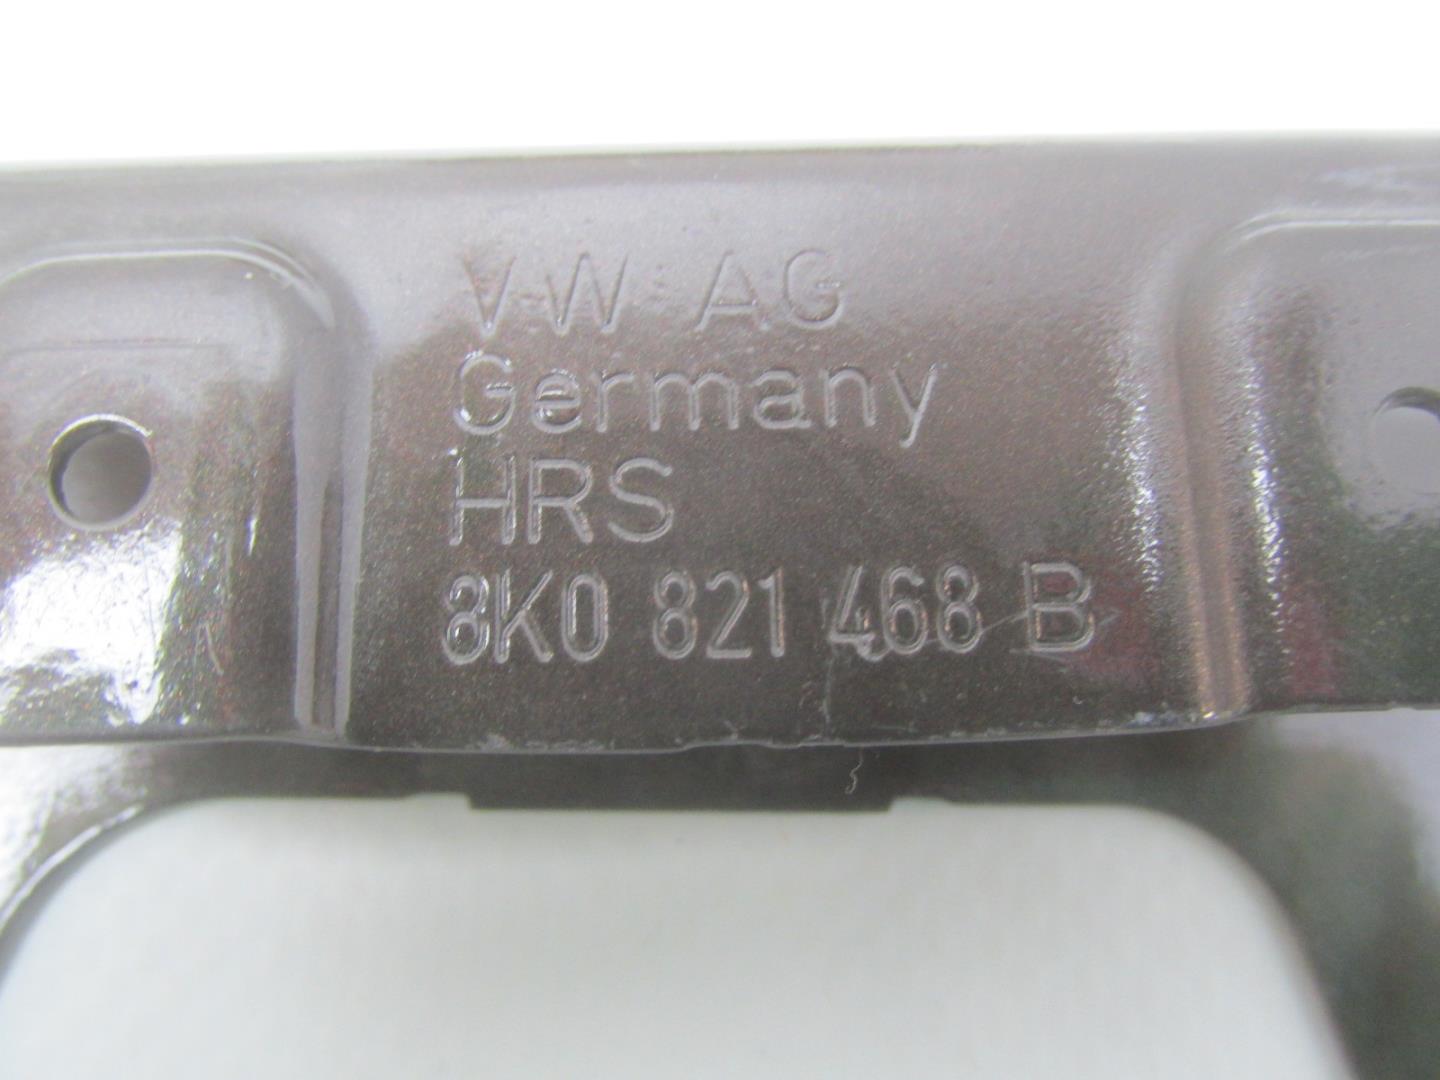 VW AG
Germany
HRS
8K0 821 468 B